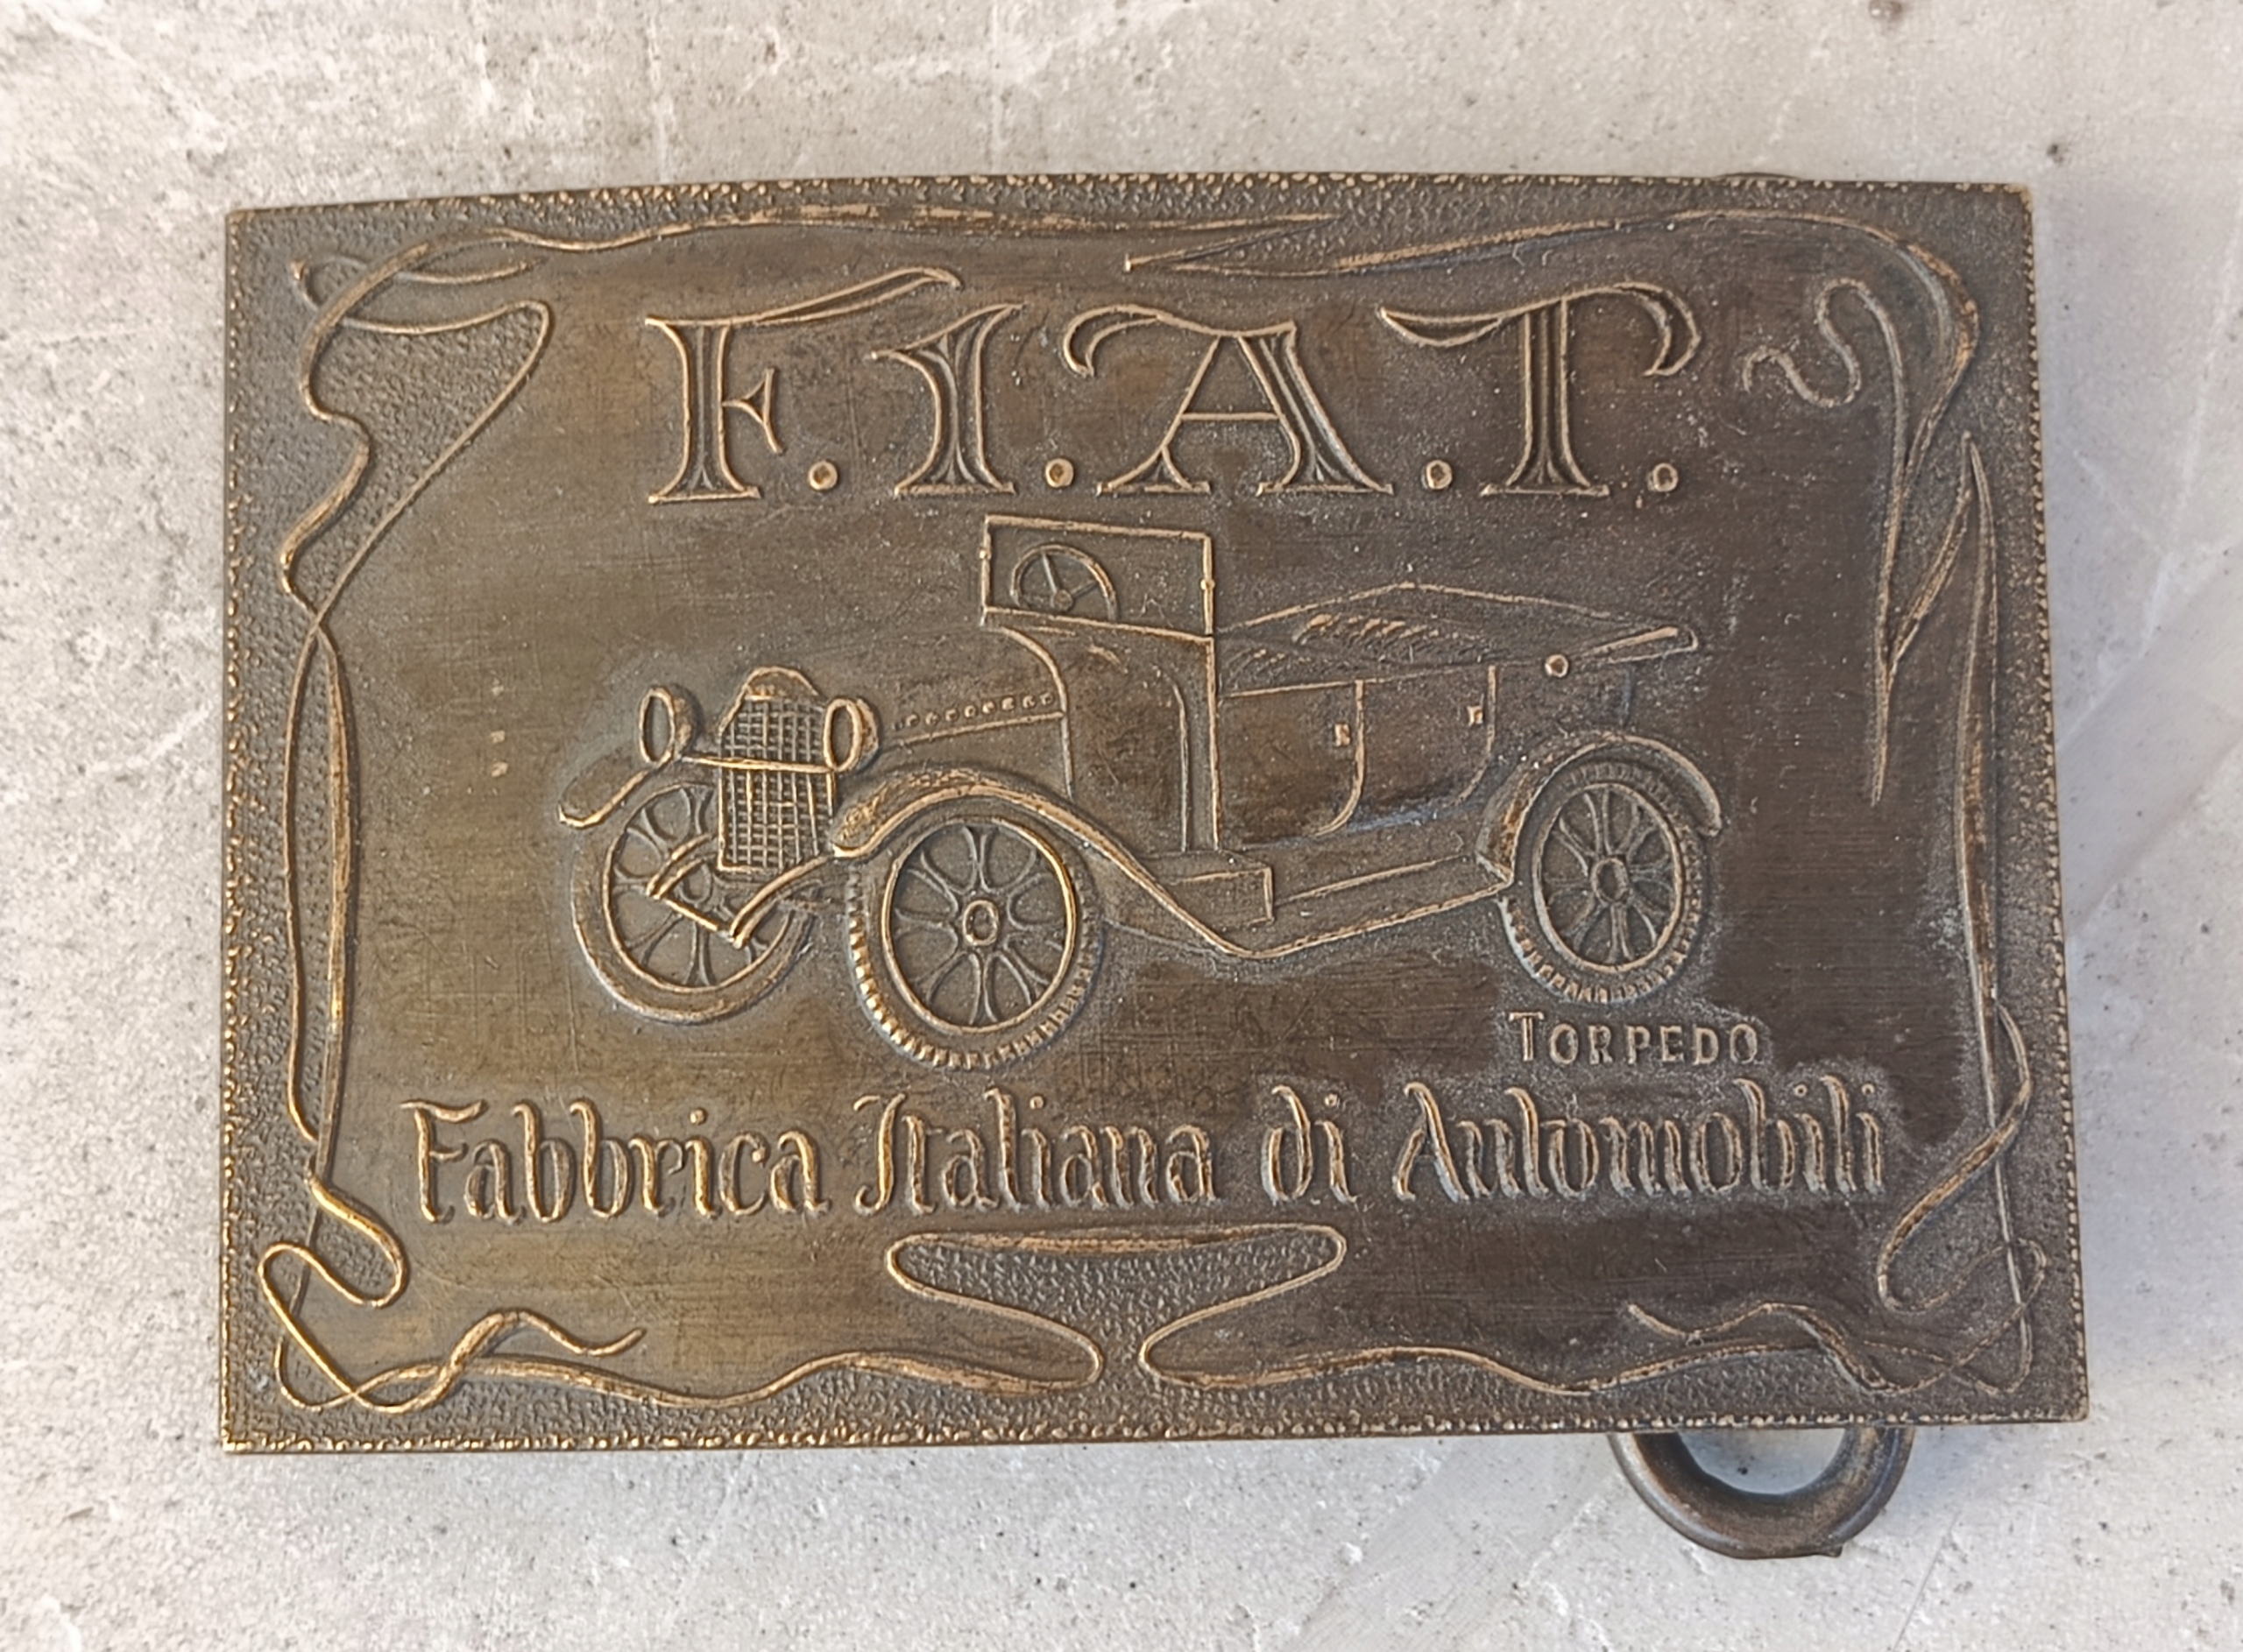 F.I.A.T.
TORPEDO
Fabbrica Italiana di Automobili